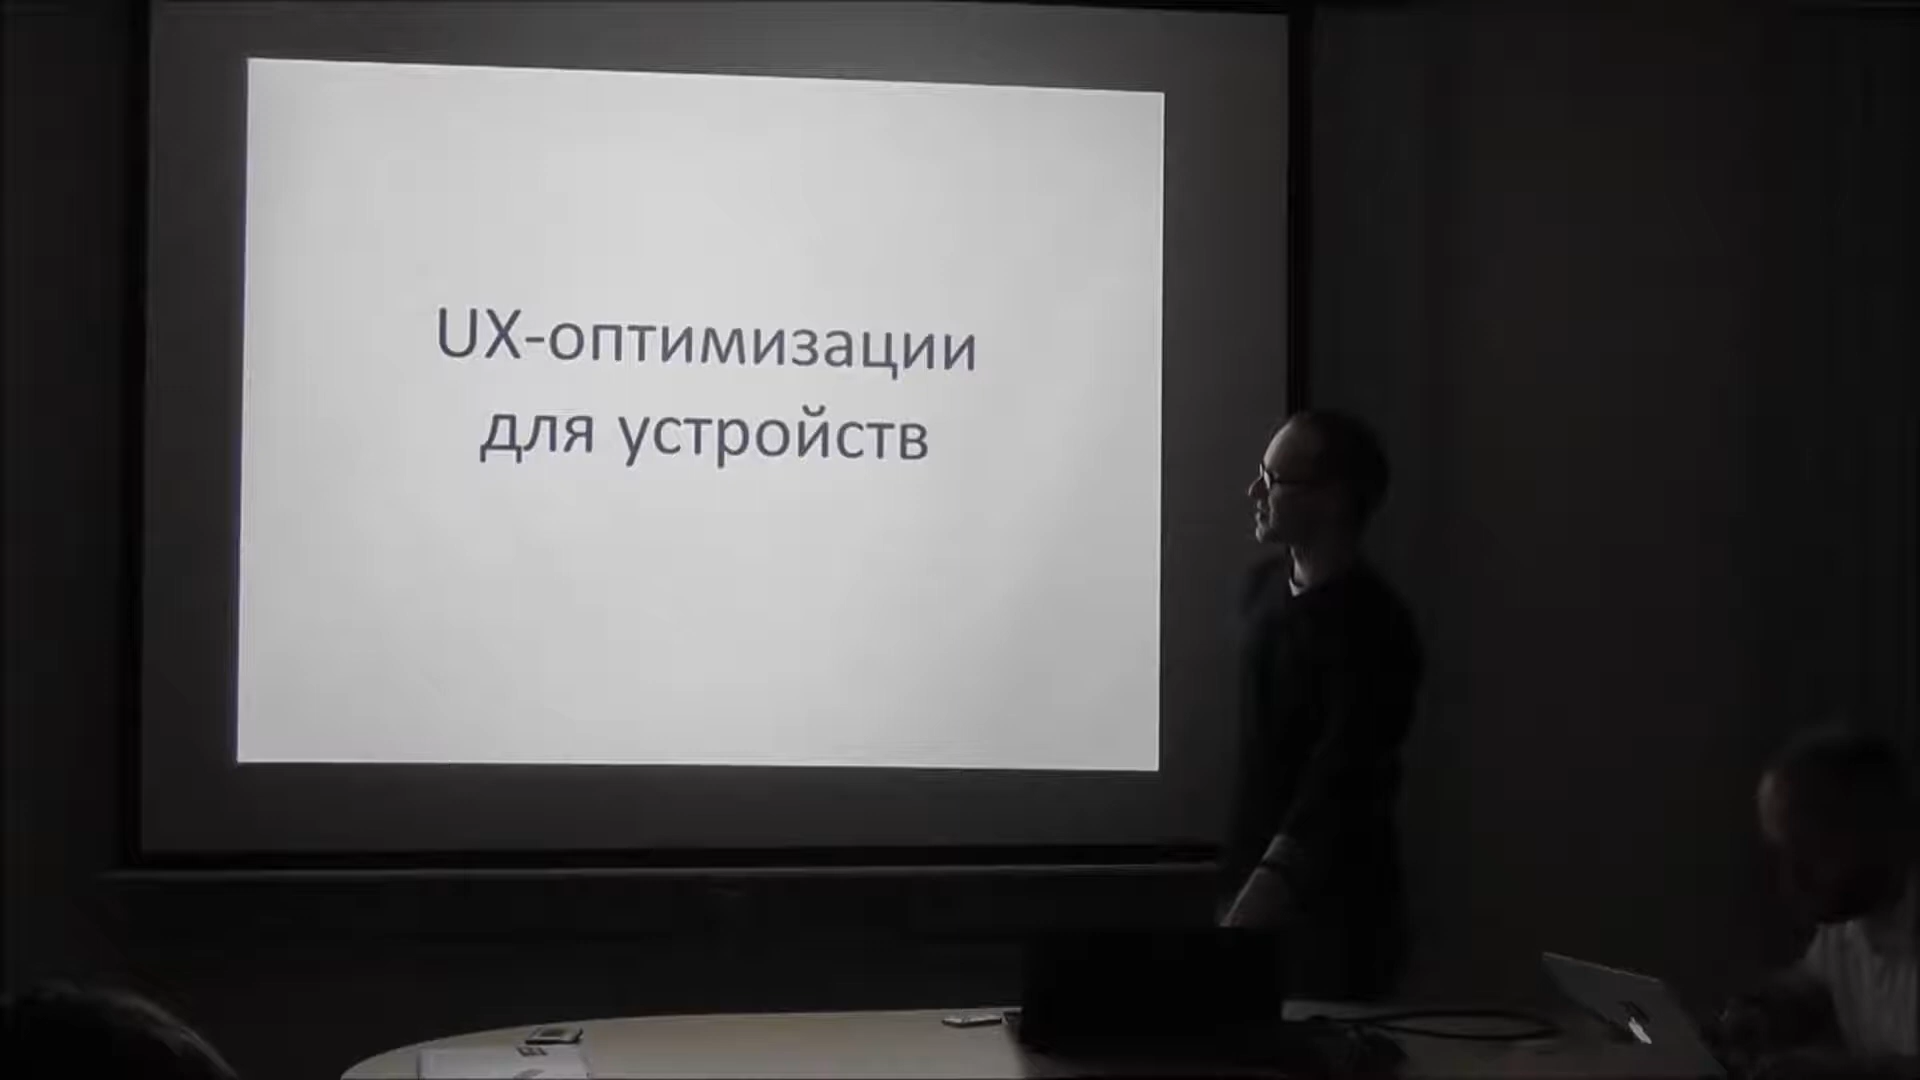 UX-оптимизации
для устройств